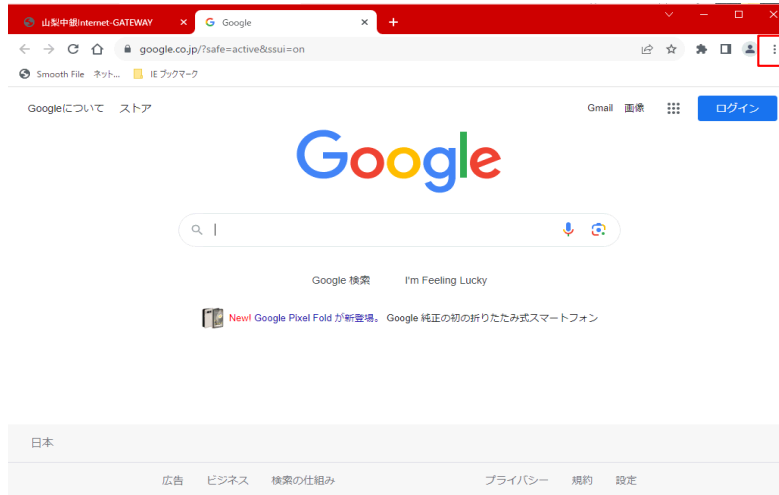 山梨中銀Internet-GATEWAY
Google
google.co.jp/?safe=active&ssui=on
Smooth File ネット...
IE ブックマーク
Googleについて ストア
Gmail 画像
ログイン
Google
Google 検索 I'm Feeling Lucky
New! Google Pixel Fold が新登場。 Google 純正の初の折りたたみ式スマートフォン
日本
広告 ビジネス 検索の仕組み プライバシー 規約 設定